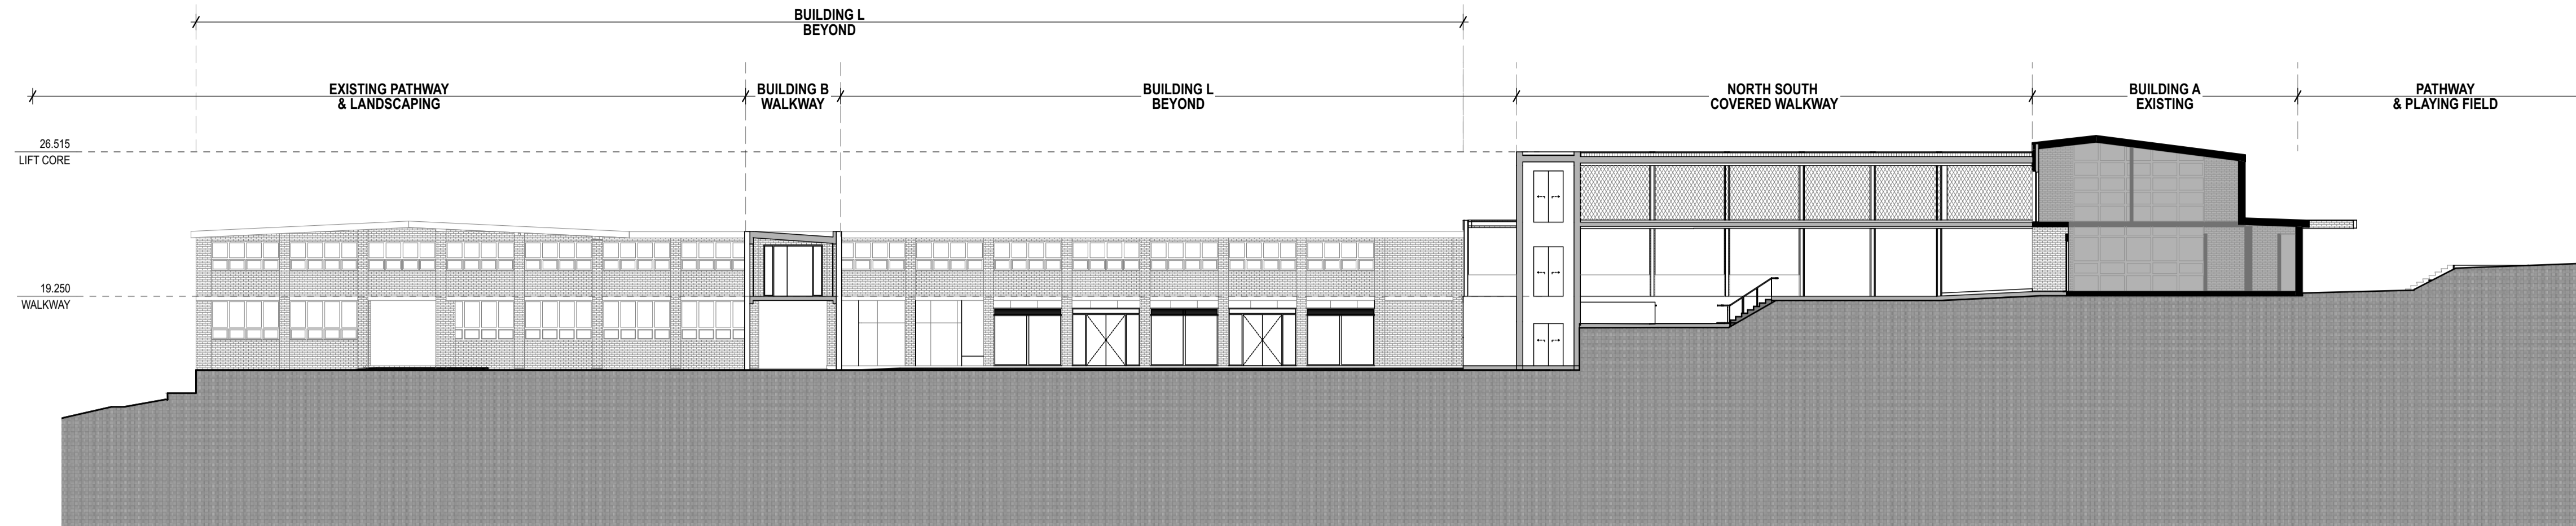 BUILDING L
BEYOND
EXISTING PATHWAY
& LANDSCAPING
BUILDING B
WALKWAY
BUILDING L
BEYOND
NORTH SOUTH
COVERED WALKWAY
BUILDING A
EXISTING
PATHWAY
& PLAYING FIELD
26.515
LIFT CORE
19.250
WALKWAY